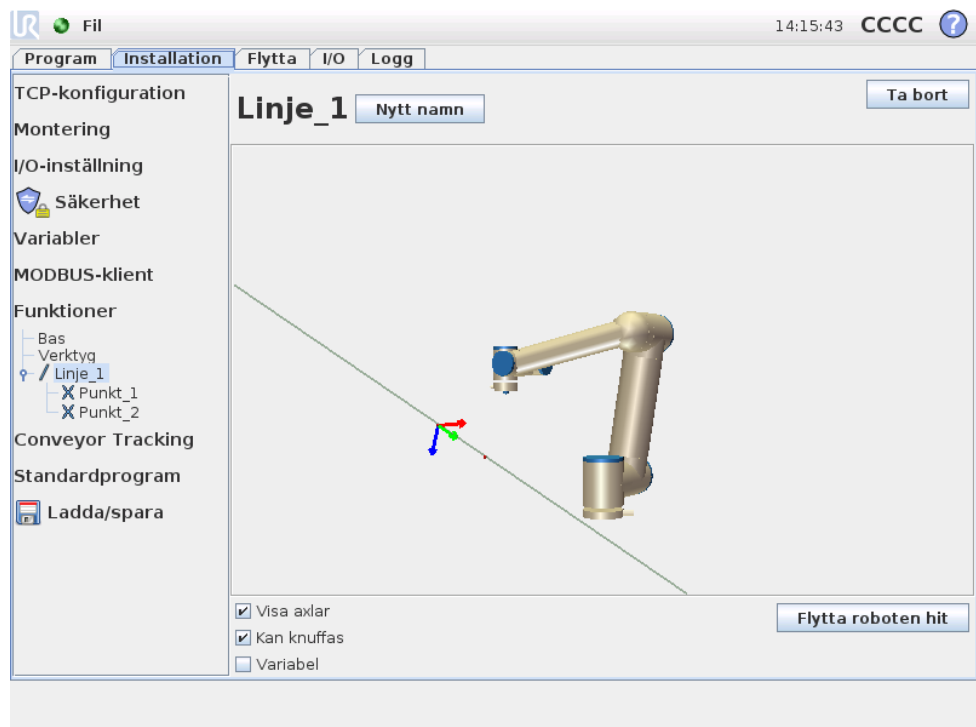 UR Fil 14:15:43 CCCC ?
Program Installation Flytta I/O Logg
TCP-konfiguration
Montering
I/O-inställning
Säkerhet
Variabler
MODBUS-klient
Funktioner
Bas
Verktyg
Linje_1
Punkt_1
Punkt_2
Conveyor Tracking
Standardprogram
Ladda/spara
Linje_1 Nytt namn Ta bort
Visa axlar
Kan knuffas
Variabel
Flytta roboten hit